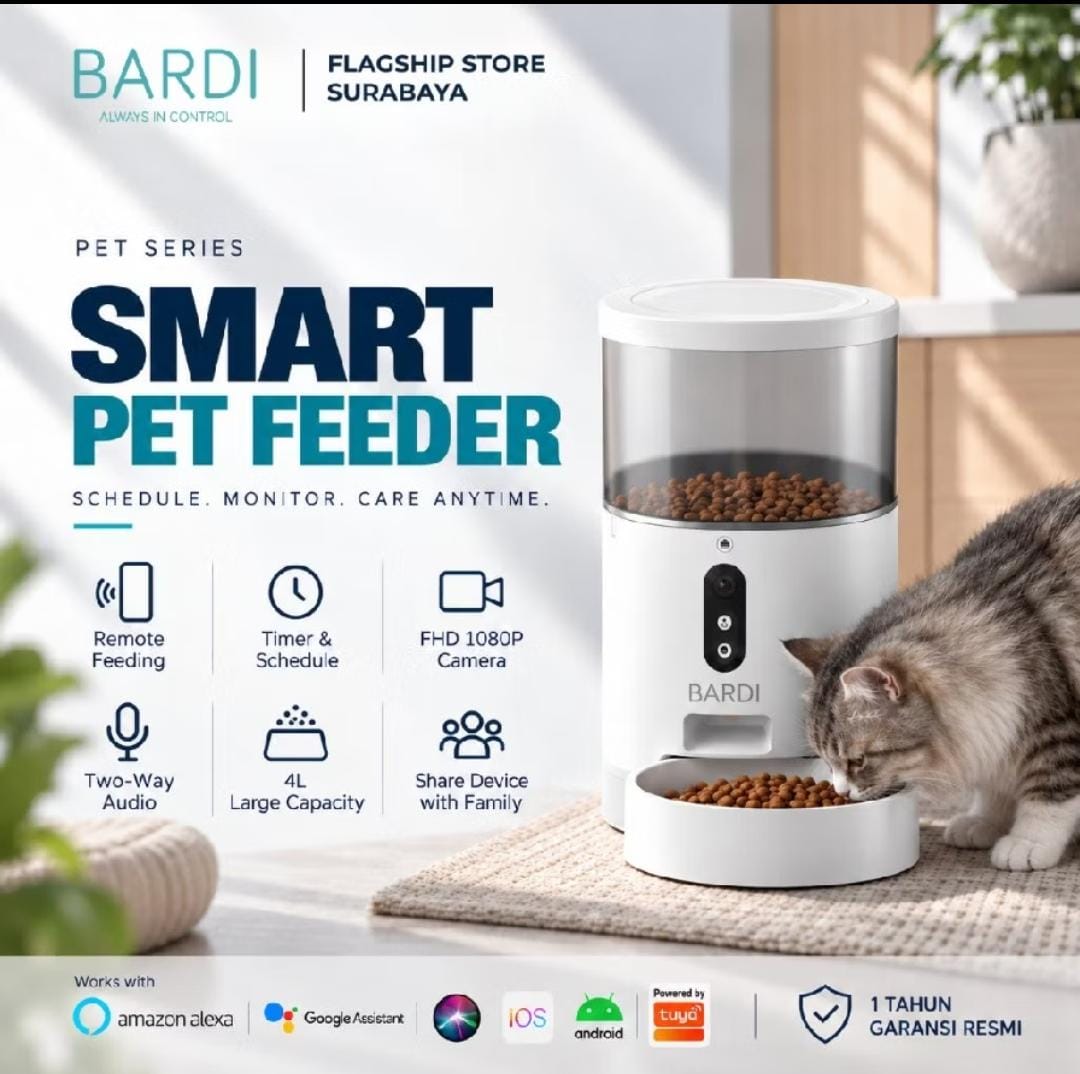 BARDI
ALWAYS IN CONTROL
FLAGSHIP STORE
SURABAYA
PET SERIES
SMART
PET FEEDER
SCHEDULE. MONITOR. CARE ANYTIME.
Remote
Feeding
Timer &
Schedule
FHD 1080P
Camera
Two-Way
Audio
4L
Large Capacity
Share Device
with Family
BARDI
Works with
amazon alexa
Google Assistant
iOS
android
Powered by
tuya
1 TAHUN
GARANSI RESMI